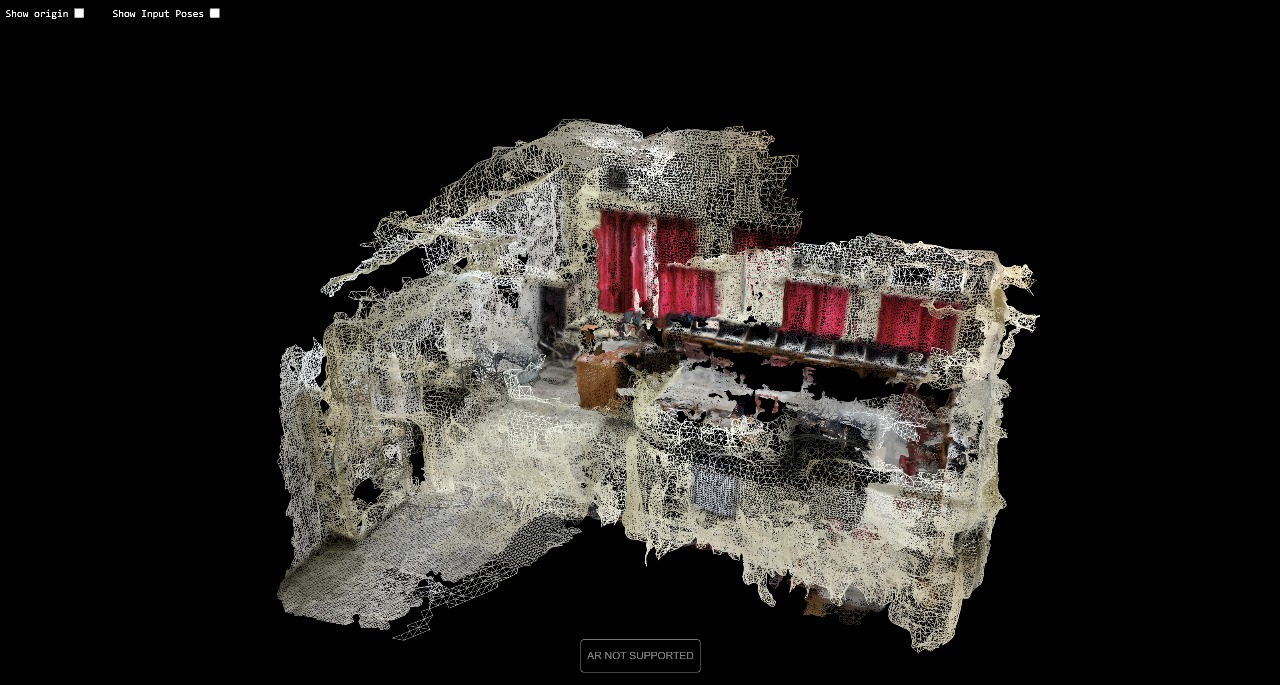 Show origin
Show Input Poses
AR NOT SUPPORTED